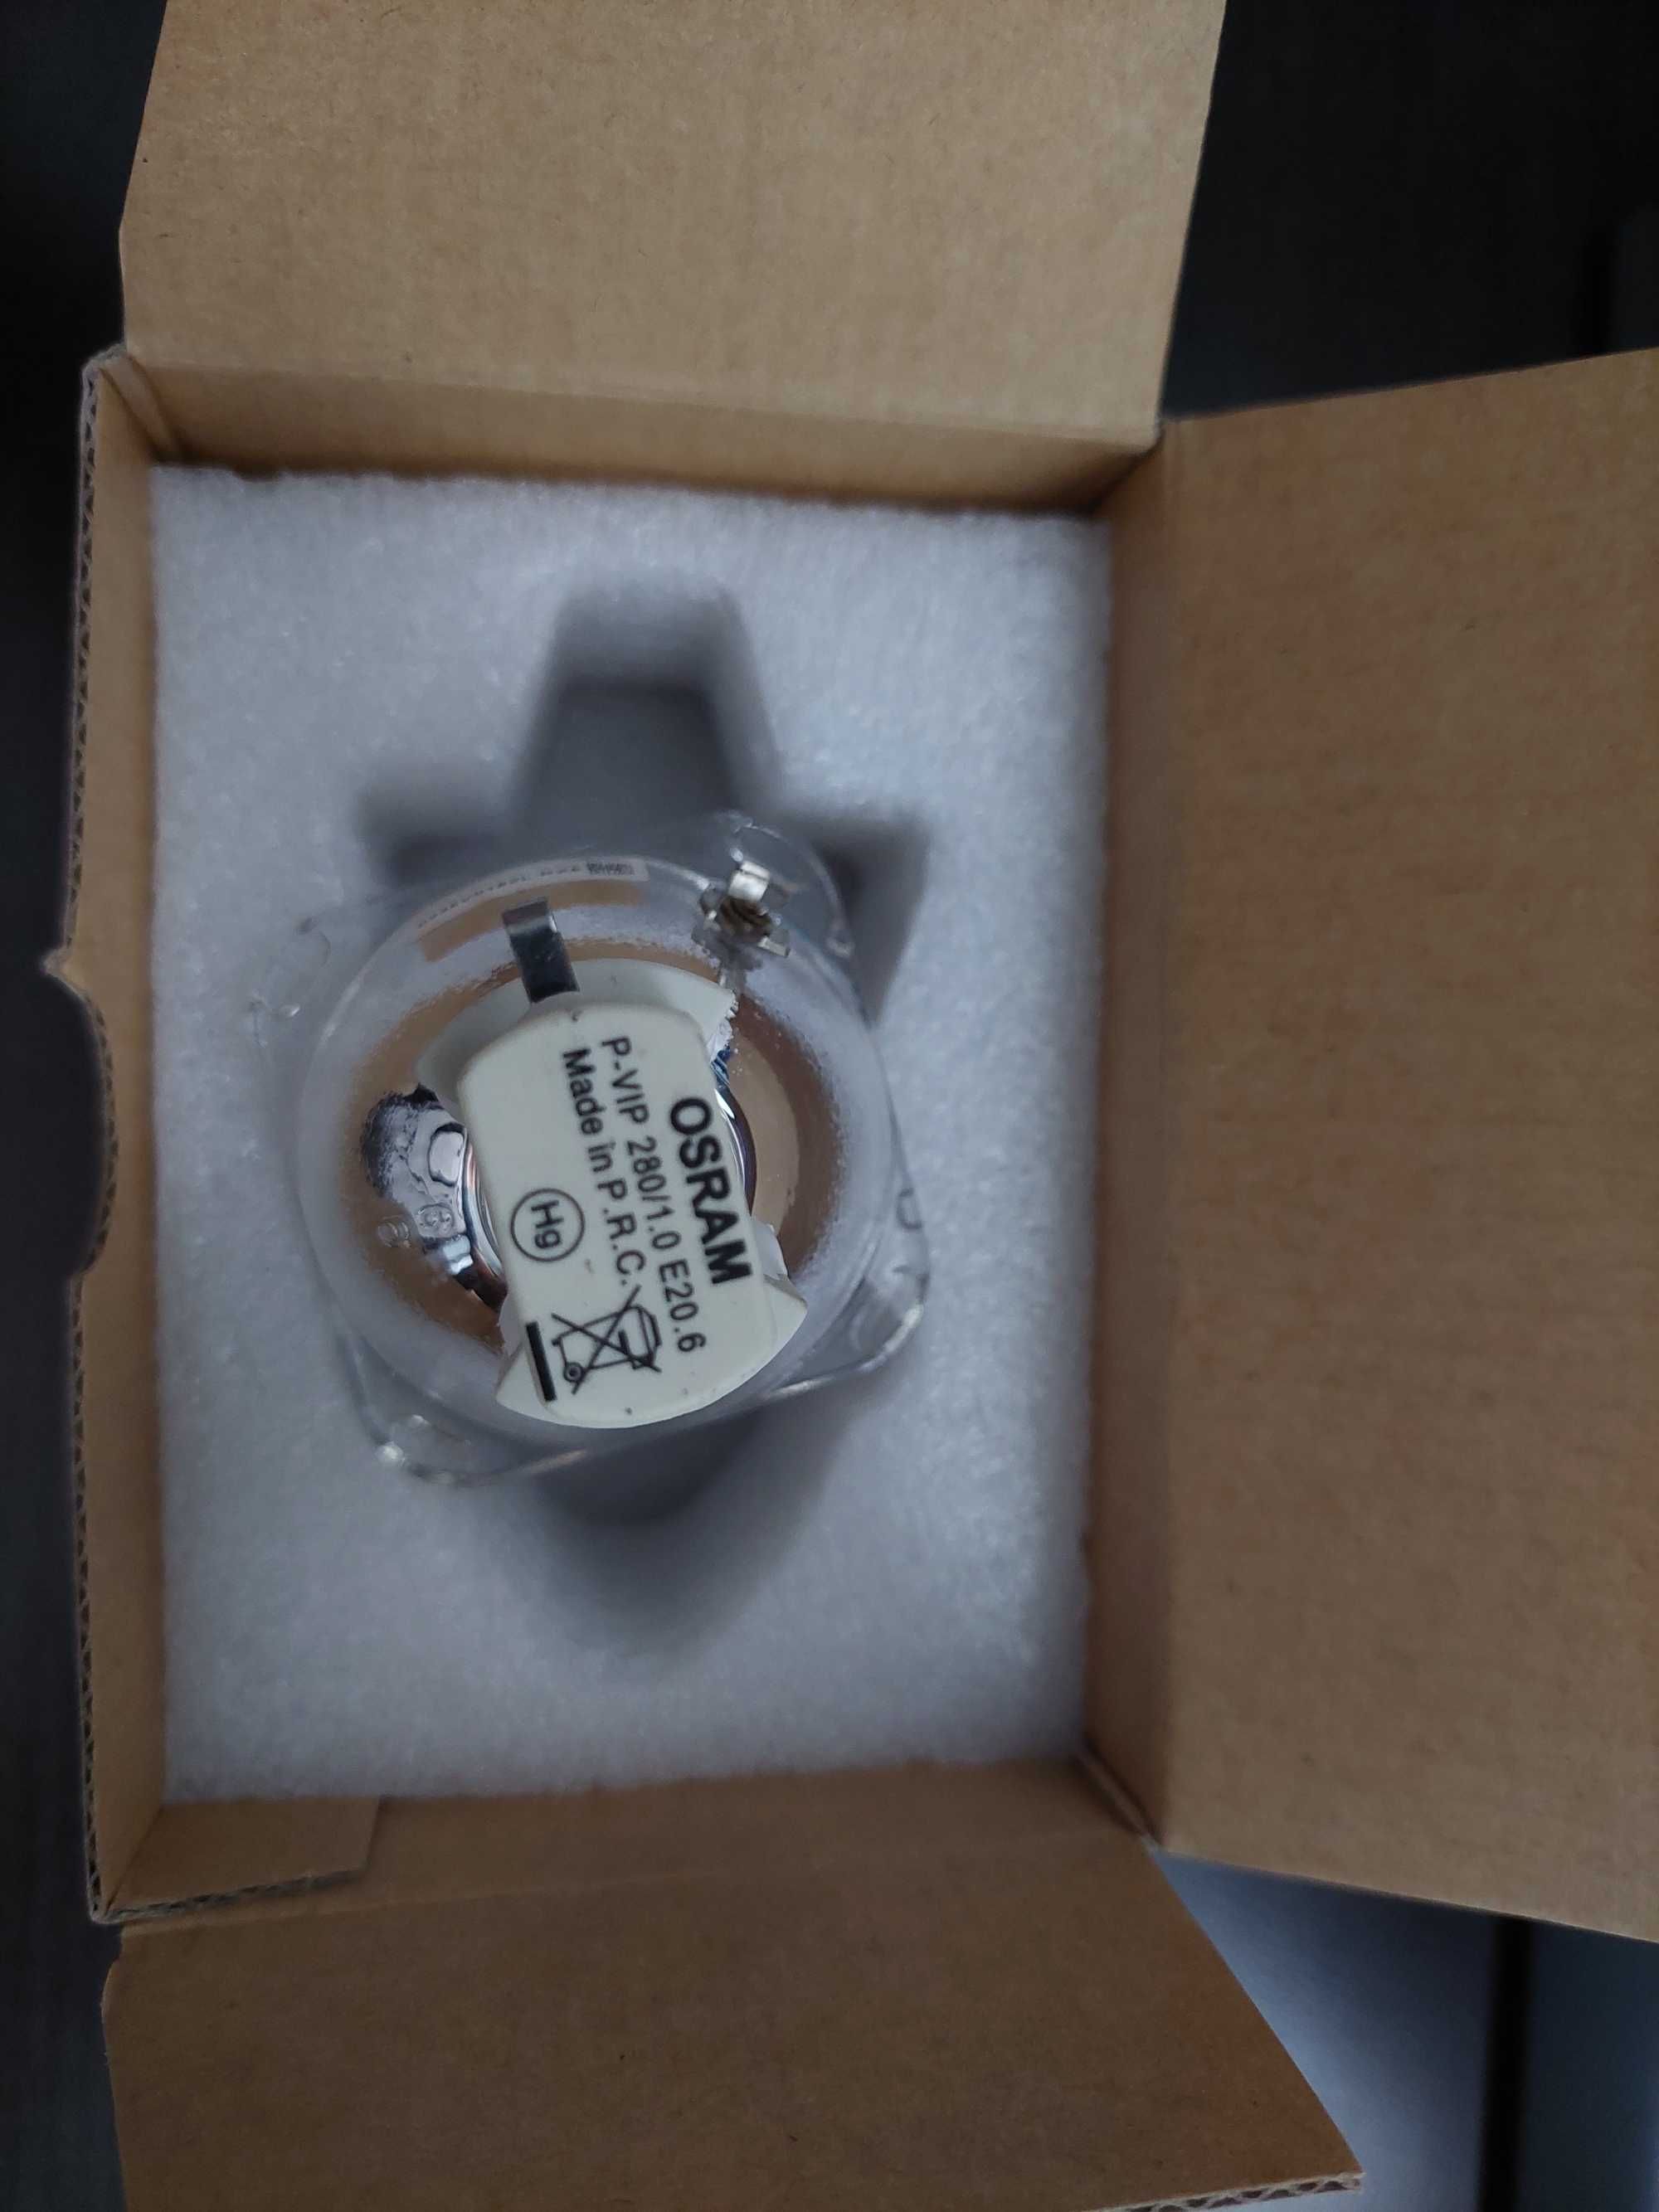 OSRAM
P-VIP 280/1.0 E20.6
Made in P.R.C.
Hg